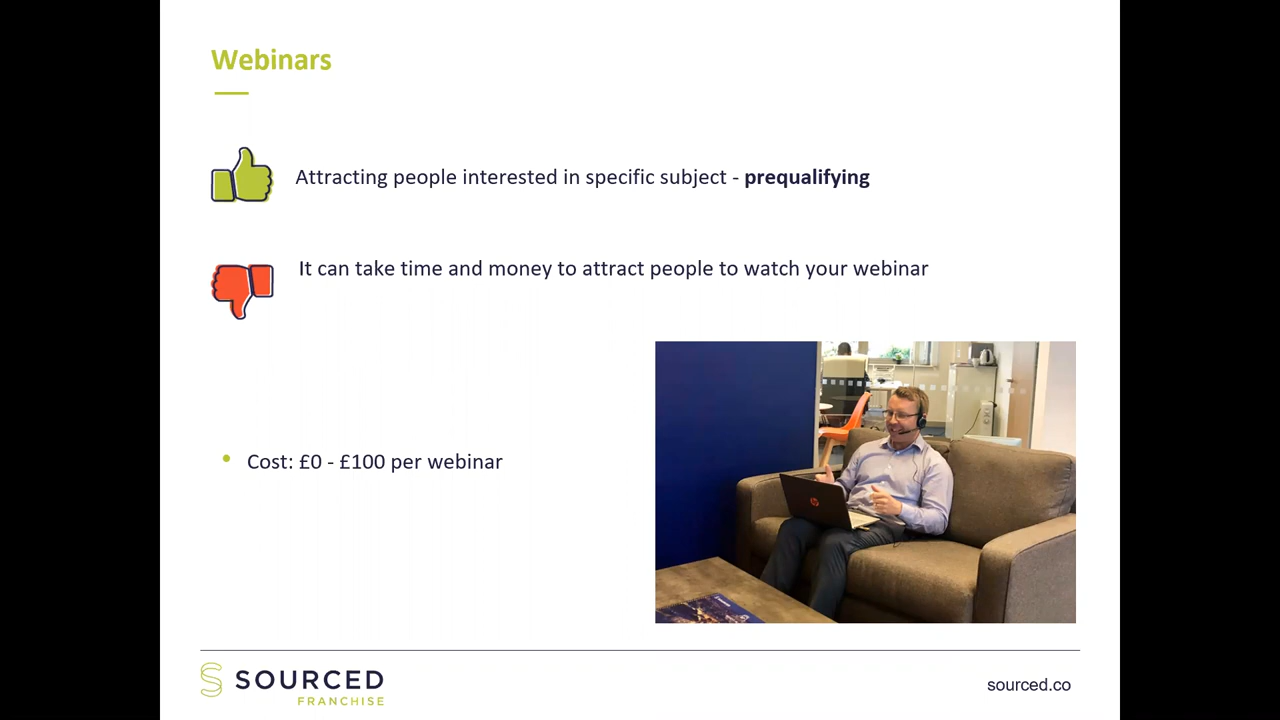 Webinars
Attracting people interested in specific subject - prequalifying
It can take time and money to attract people to watch your webinar
Cost: £0 - £100 per webinar
SOURCED
FRANCHISE
sourced.co